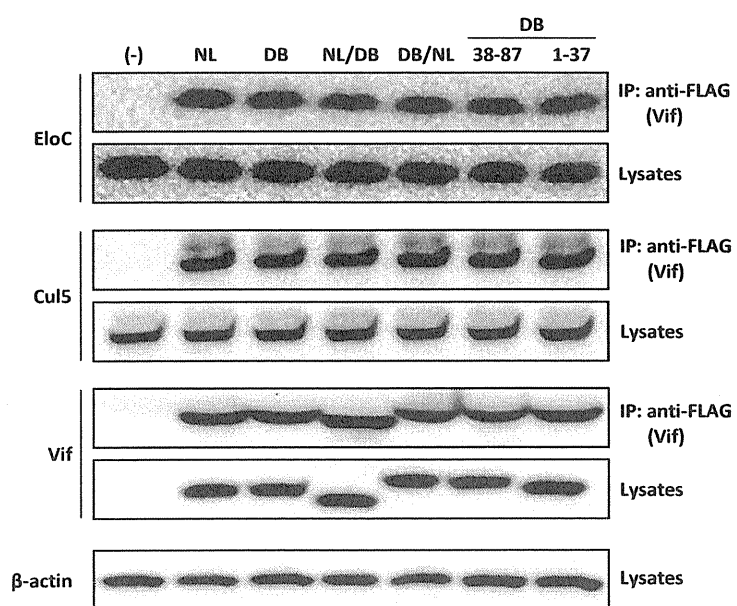 DB
(-) NL DB NL/DB DB/NL 38-87 1-37
IP: anti-FLAG
(Vif)
EloC
Lysates
IP: anti-FLAG
(Vif)
Cul5
Lysates
IP: anti-FLAG
(Vif)
Vif
Lysates
β-actin
Lysates